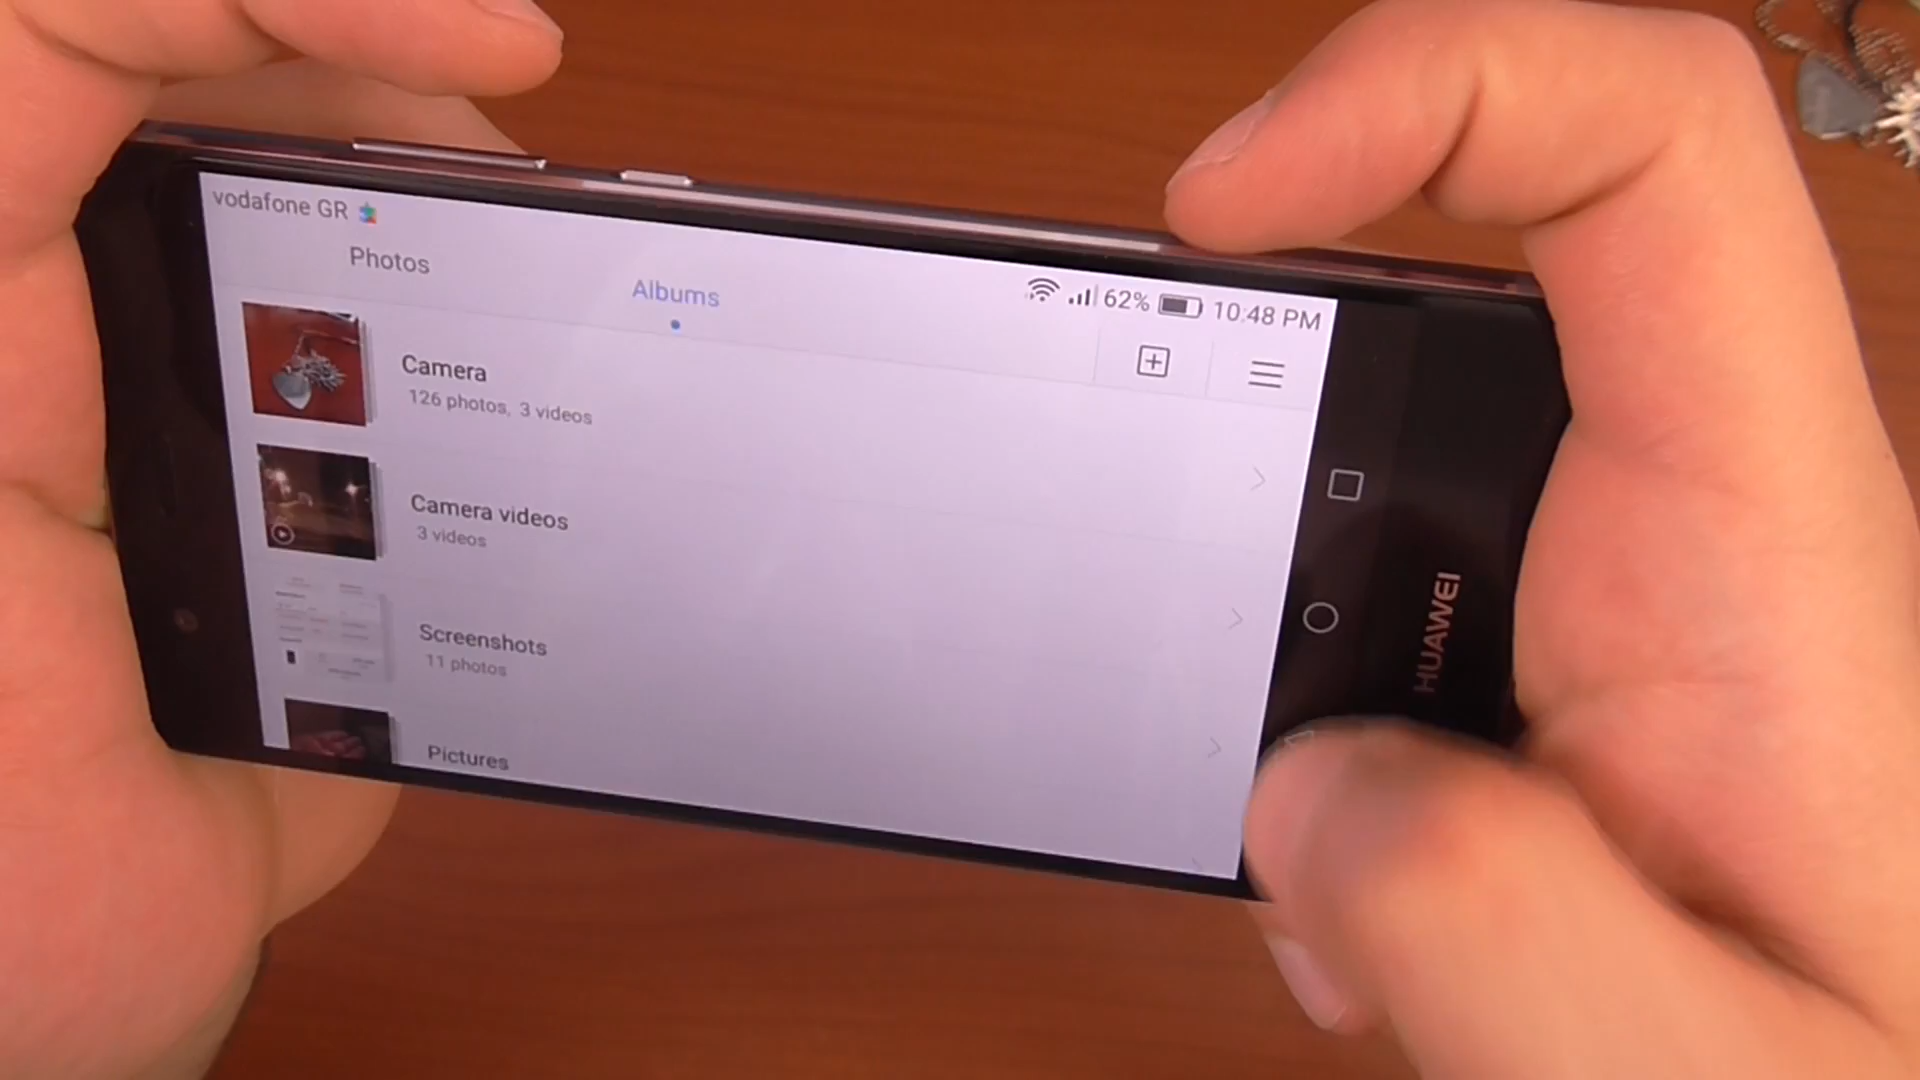 vodafone GR
62% 10:48 PM
Photos
Albums
Camera
126 photos, 3 videos
Camera videos
3 videos
Screenshots
11 photos
Pictures
HUAWEI